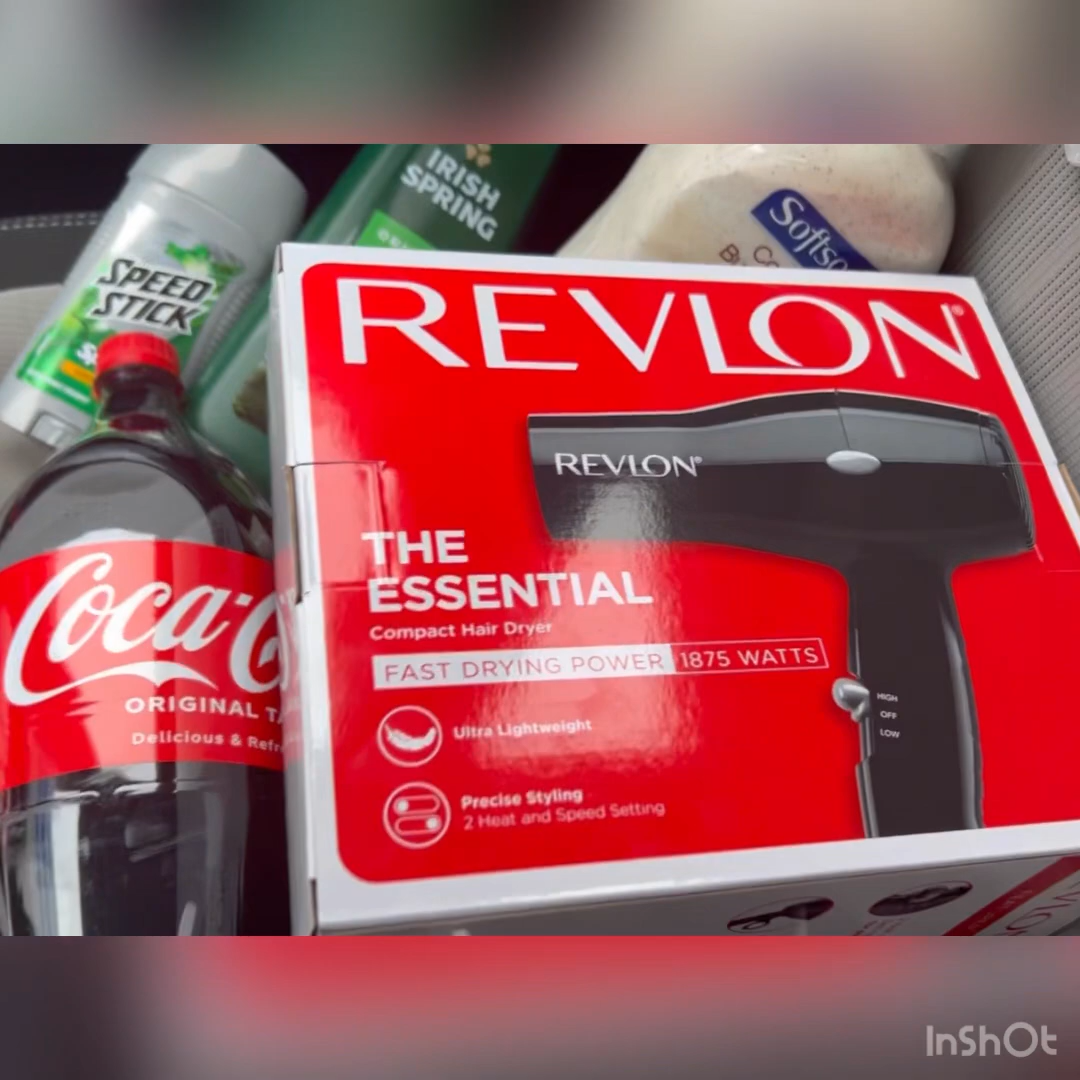 IRISH
SPRING
SPEED
STICK
Softso
REVLON®
REVLON®
THE
ESSENTIAL
Compact Hair Dryer
FAST DRYING POWER 1875 WATTS
Ultra Lightweight
Precise Styling
2 Heat and Speed Setting
HIGH
OFF
LOW
Coca-C
ORIGINAL TA
Delicious & Refr
InShOt